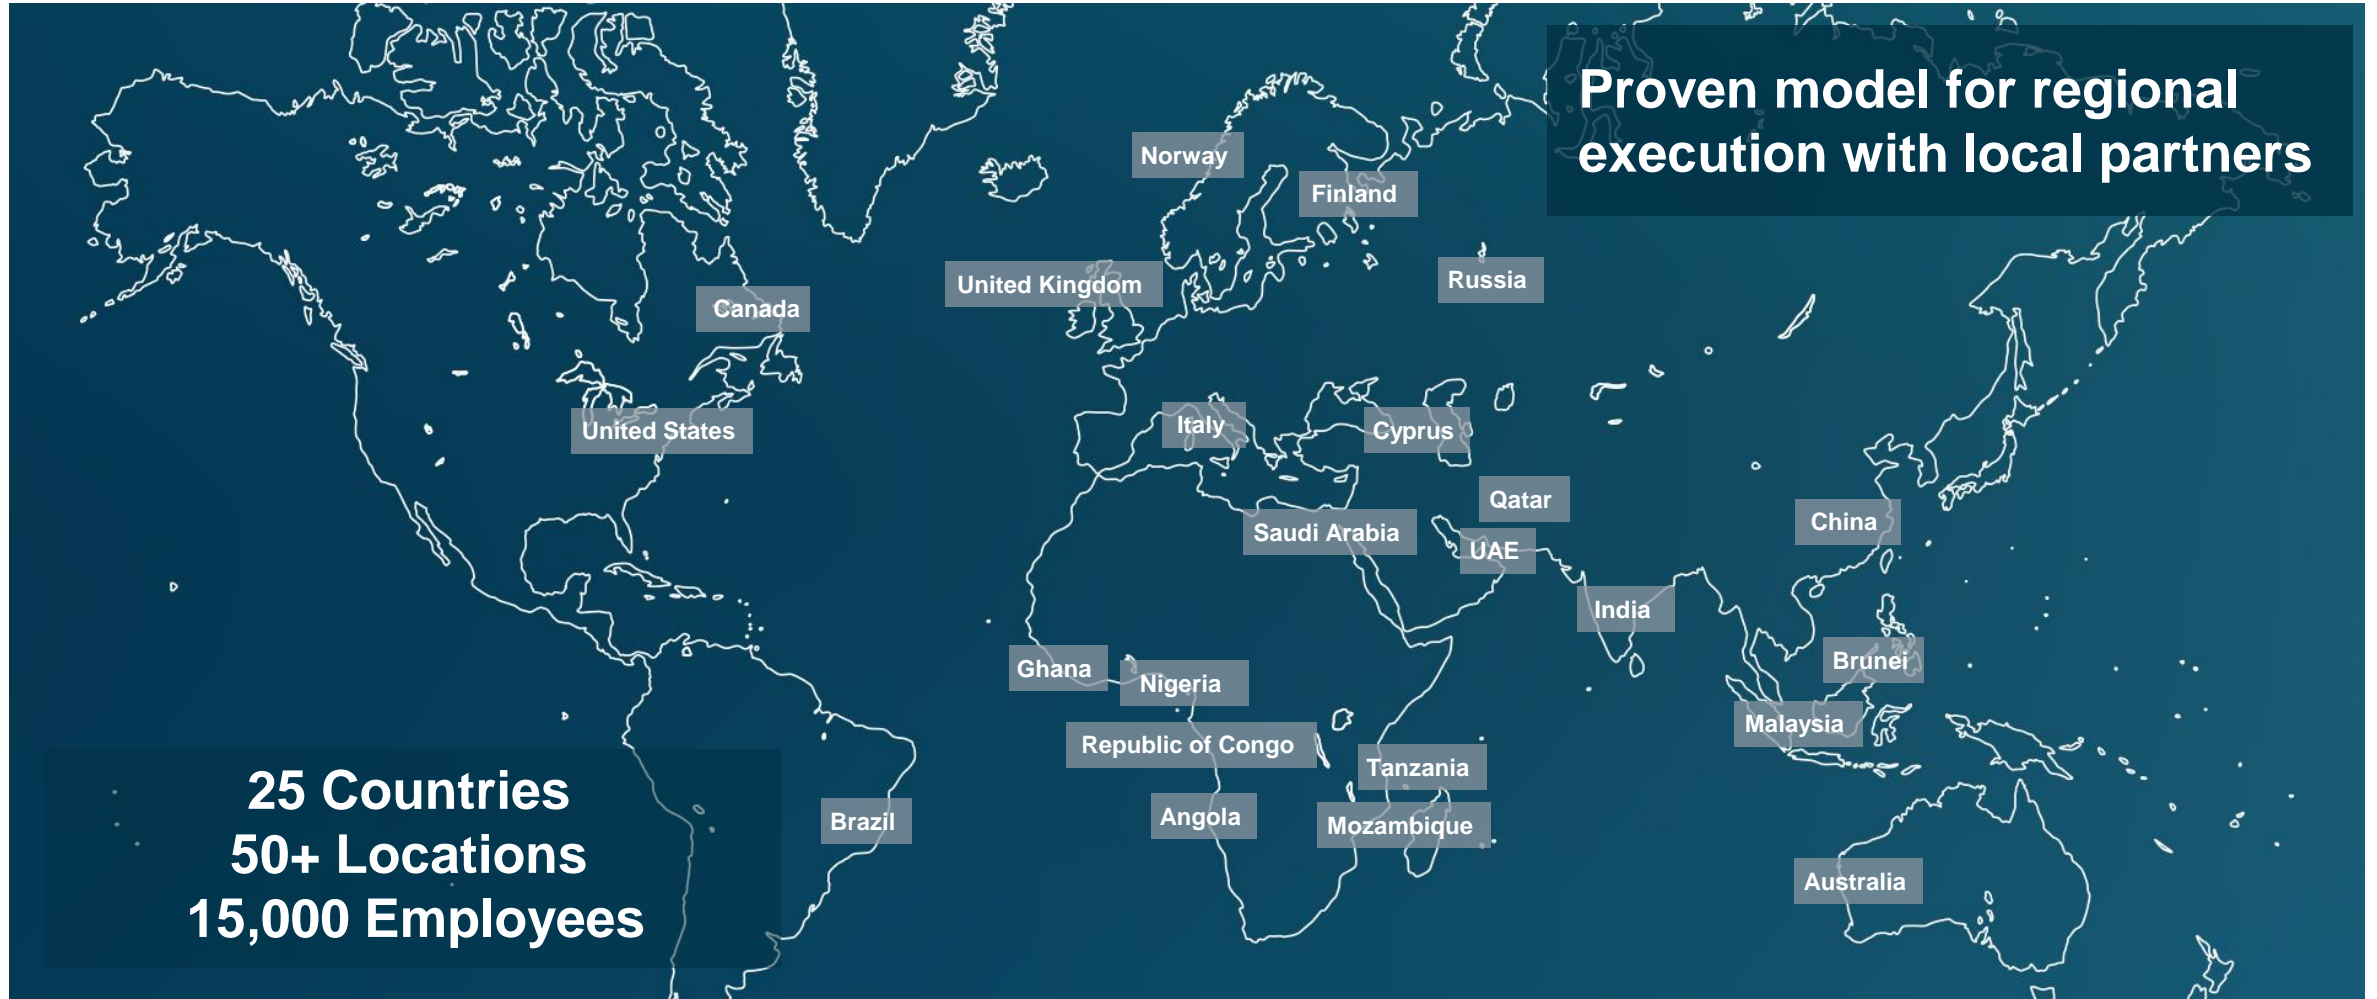 Proven model for regional
execution with local partners
Norway
Finland
United Kingdom
Russia
Canada
United States
Italy
Cyprus
Qatar
Saudi Arabia
UAE
China
India
Ghana
Nigeria
Brunei
Malaysia
Republic of Congo
Tanzania
Angola
Mozambique
Brazil
Australia
25 Countries
50+ Locations
15,000 Employees